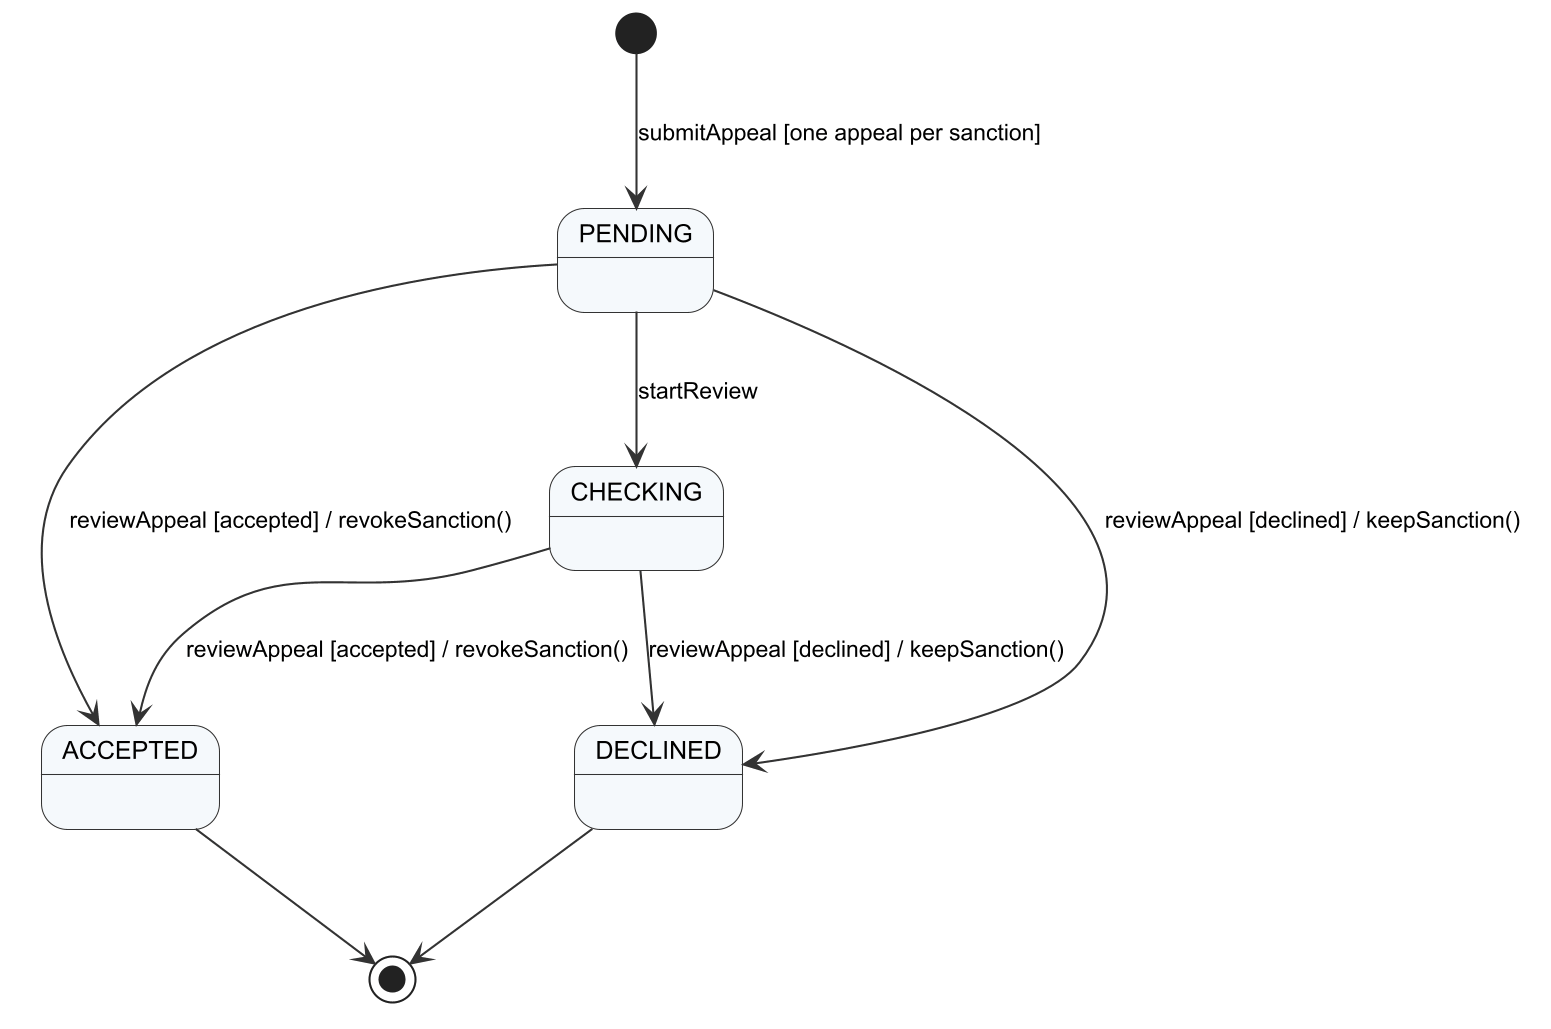 submitAppeal [one appeal per sanction]
PENDING
startReview
CHECKING
reviewAppeal [accepted] / revokeSanction()
reviewAppeal [declined] / keepSanction()
reviewAppeal [accepted] / revokeSanction()
reviewAppeal [declined] / keepSanction()
ACCEPTED
DECLINED